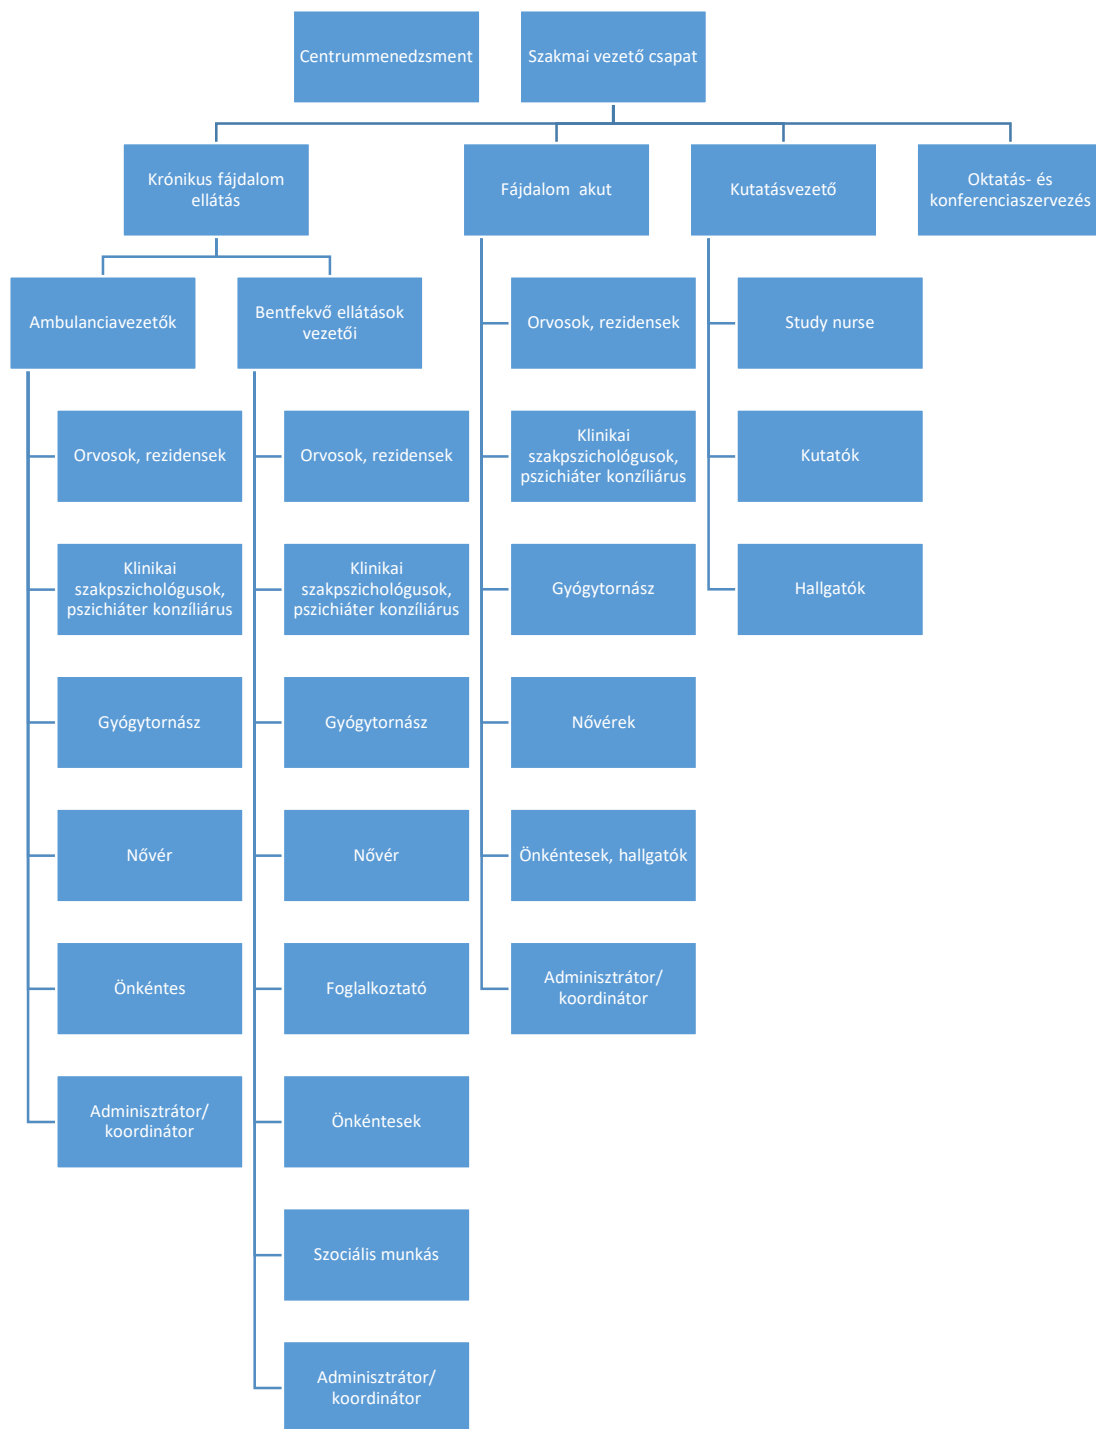 Centrummenedzsment
Szakmai vezető csapat
Krónikus fájdalom
ellátás
Fájdalom akut
Kutatásvezető
Oktatás- és
konferenciaszervezés
Ambulanciavezetők
Bentfekvő ellátások
vezetői
Orvosok, rezidensek
Study nurse
Orvosok, rezidensek
Orvosok, rezidensek
Klinikai
szakpszichológusok,
pszichiáter konzíliárus
Kutatók
Klinikai
szakpszichológusok,
pszichiáter konzíliárus
Klinikai
szakpszichológusok,
pszichiáter konzíliárus
Gyógytornász
Hallgatók
Gyógytornász
Gyógytornász
Nővérek
Nővér
Nővér
Önkéntesek, hallgatók
Önkéntes
Foglalkoztató
Adminisztrátor/
koordinátor
Adminisztrátor/
koordinátor
Önkéntesek
Szociális munkás
Adminisztrátor/
koordinátor